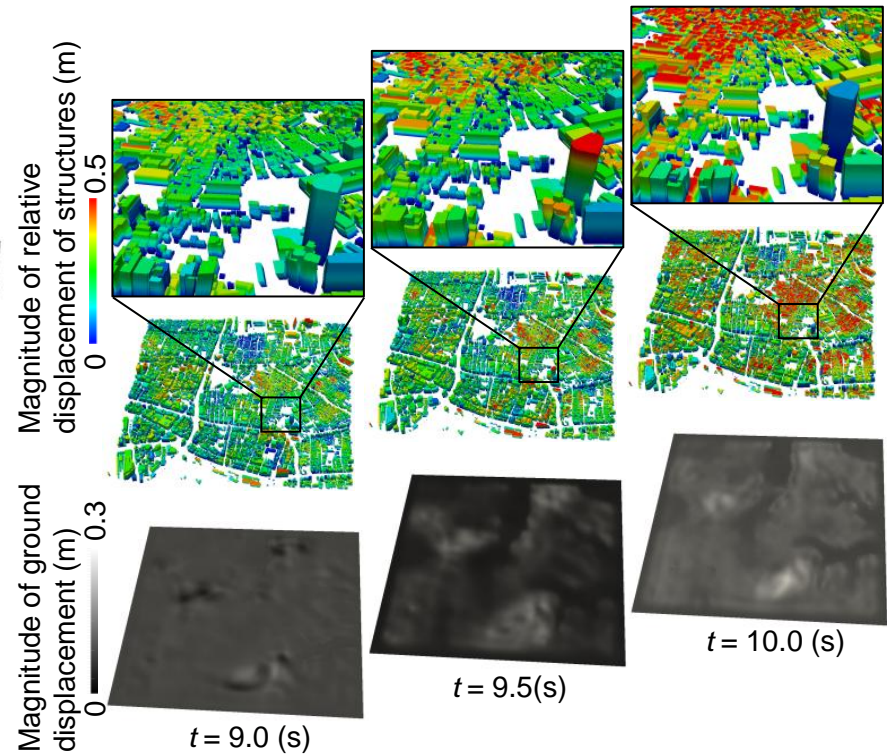 Magnitude of relative
displacement of structures (m)
0.5
0
Magnitude of ground
displacement (m)
0.3
0
t = 9.0 (s)
t = 9.5(s)
t = 10.0 (s)